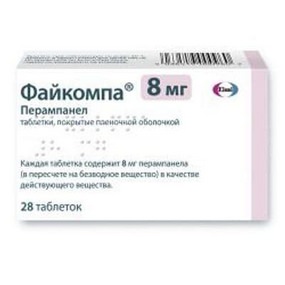 Файкомпа® 8 мг
Перампанел
таблетки, покрытые пленочной оболочкой
Каждая таблетка содержит 8 мг перампанела
(в пересчете на безводное вещество) в качестве
действующего вещества.
28 таблеток